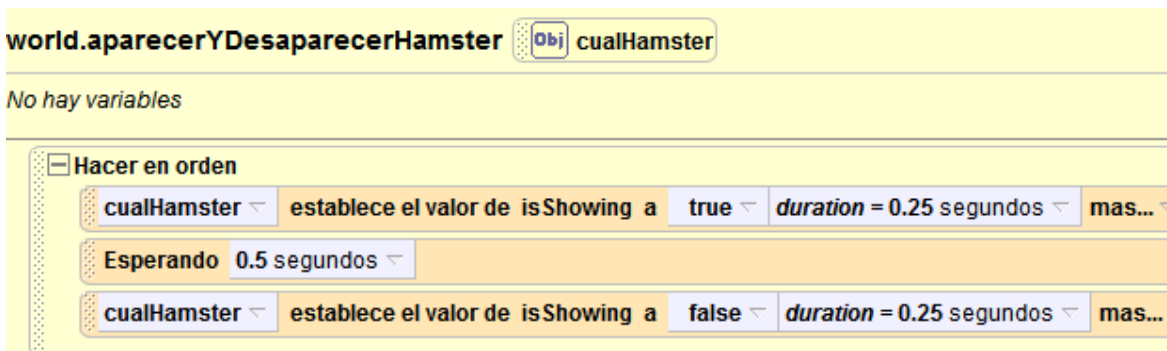 world.aparecerYDesaparecerHamster Obj cualHamster
No hay variables
Hacer en orden
cualHamster establece el valor de isShowing a true duration = 0.25 segundos mas...
Esperando 0.5 segundos
cualHamster establece el valor de isShowing a false duration = 0.25 segundos mas...